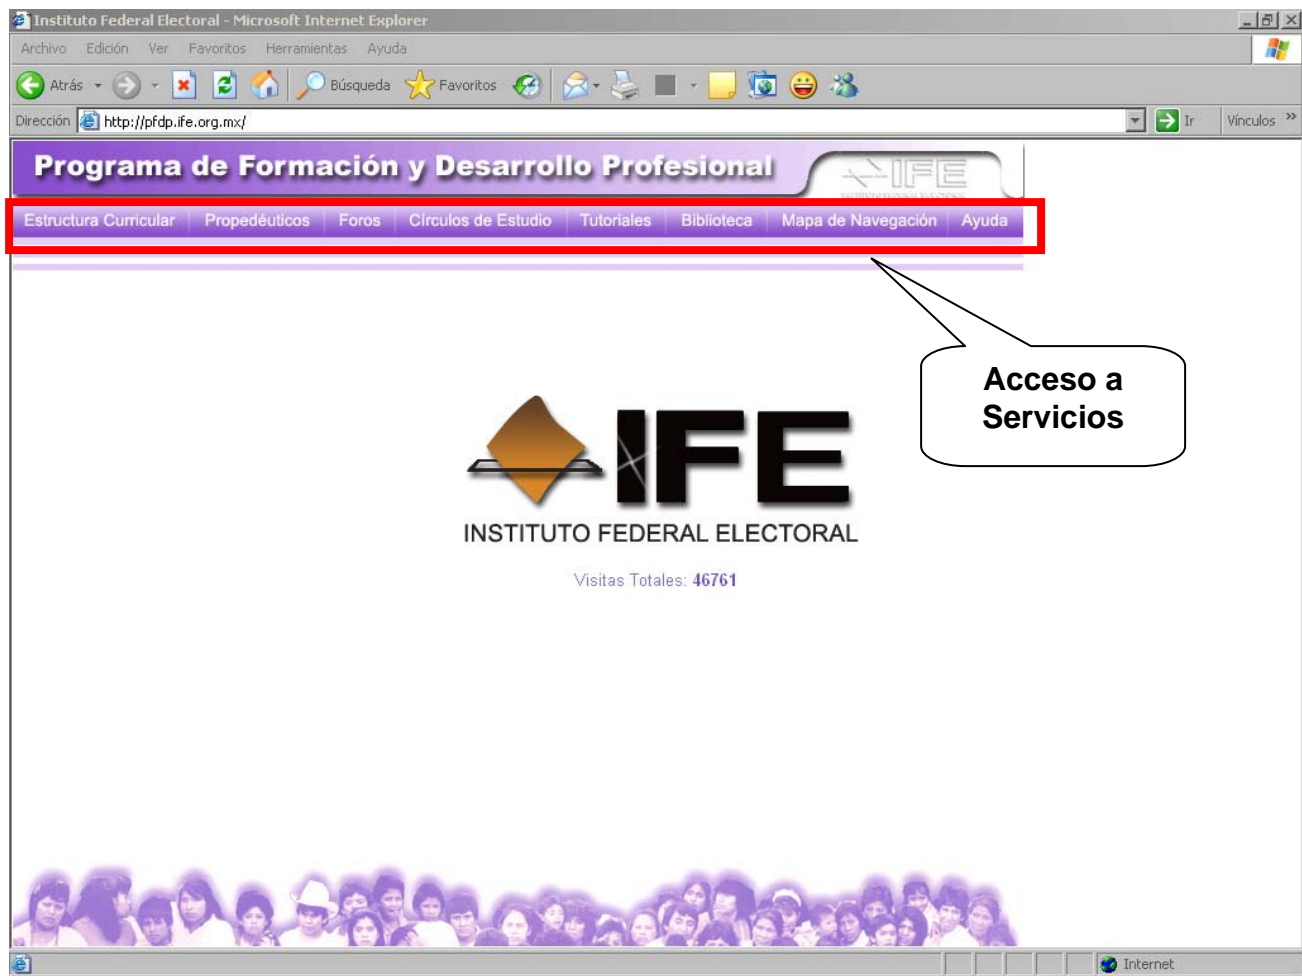 Instituto Federal Electoral - Microsoft Internet Explorer
Archivo Edición Ver Favoritos Herramientas Ayuda
Atrás Búsqueda Favoritos
Dirección http://pfdp.ife.org.mx/ Ir Vínculos »
Programa de Formación y Desarrollo Profesional IFE
Estructura Curricular Propedéuticos Foros Círculos de Estudio Tutoriales Biblioteca Mapa de Navegación Ayuda
Acceso a
Servicios
IFE
INSTITUTO FEDERAL ELECTORAL
Visitas Totales: 46761
Internet